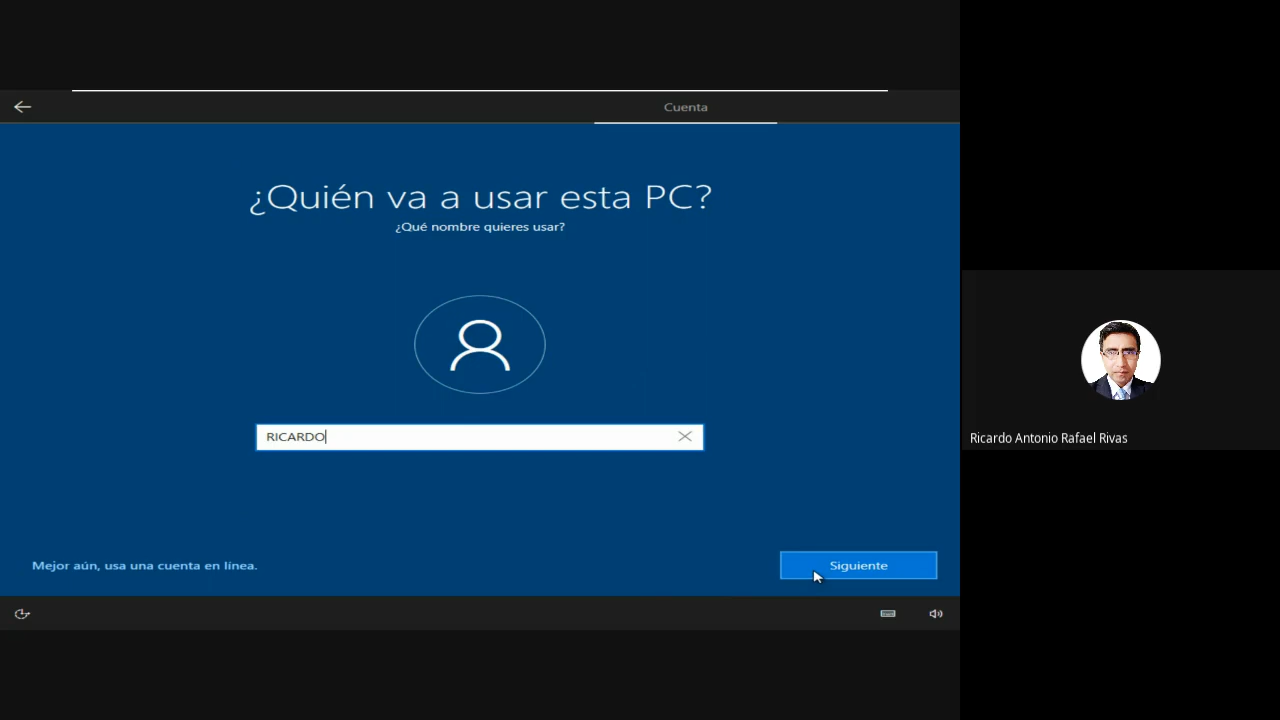 Cuenta
¿Quién va a usar esta PC?
¿Qué nombre quieres usar?
RICARDO
Mejor aún, usa una cuenta en línea.
Siguiente
Ricardo Antonio Rafael Rivas